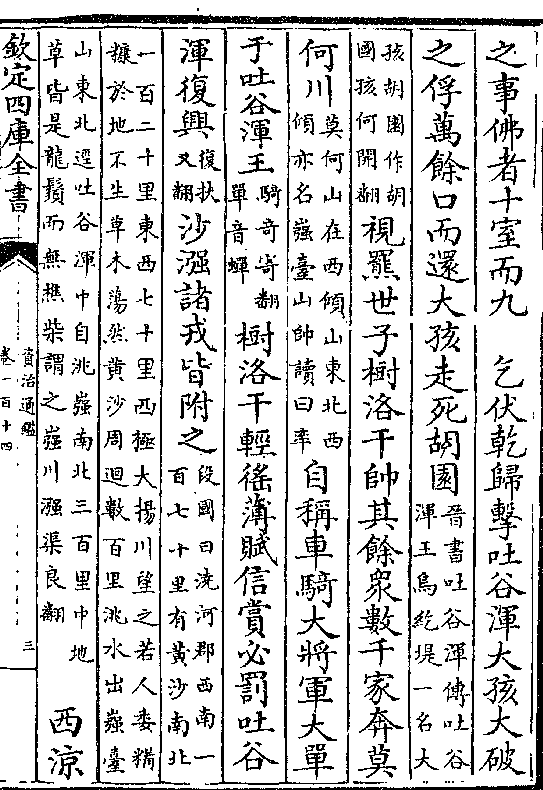 之事佛者十室而九　乞伏乾歸擊吐谷渾大孩大破
之俘萬餘口而還大孩走死胡園
晉書吐谷渾傳吐谷
渾王烏紇堤一名大
孩胡園作胡
國孩何開翻
視羆世子樹洛干帥其餘衆數千家奔莫
何川
莫何山在西傾山東北西
傾亦名嵹臺山帥讀曰率
自稱車騎大將軍大單
于吐谷渾王
騎奇寄翻
單音蟬
樹洛干輕徭薄賦信賞必罰吐谷
渾復興
復扶
又翻
沙漒諸戎皆附之
段國曰澆河郡西南一
百七十里有黃沙南北
一百二十里東西七十里西極大揚川望之若人委糒
糠於地不生草木蕩然黃沙周迴數百里洮水出嵹臺
山東北逕吐谷渾中自洮嵹南北三百里中地
草皆是龍鬚而無樵柴謂之嵹川漒渠良翻
西涼
欽定四庫全書
資治通鑑
卷一百十四
三